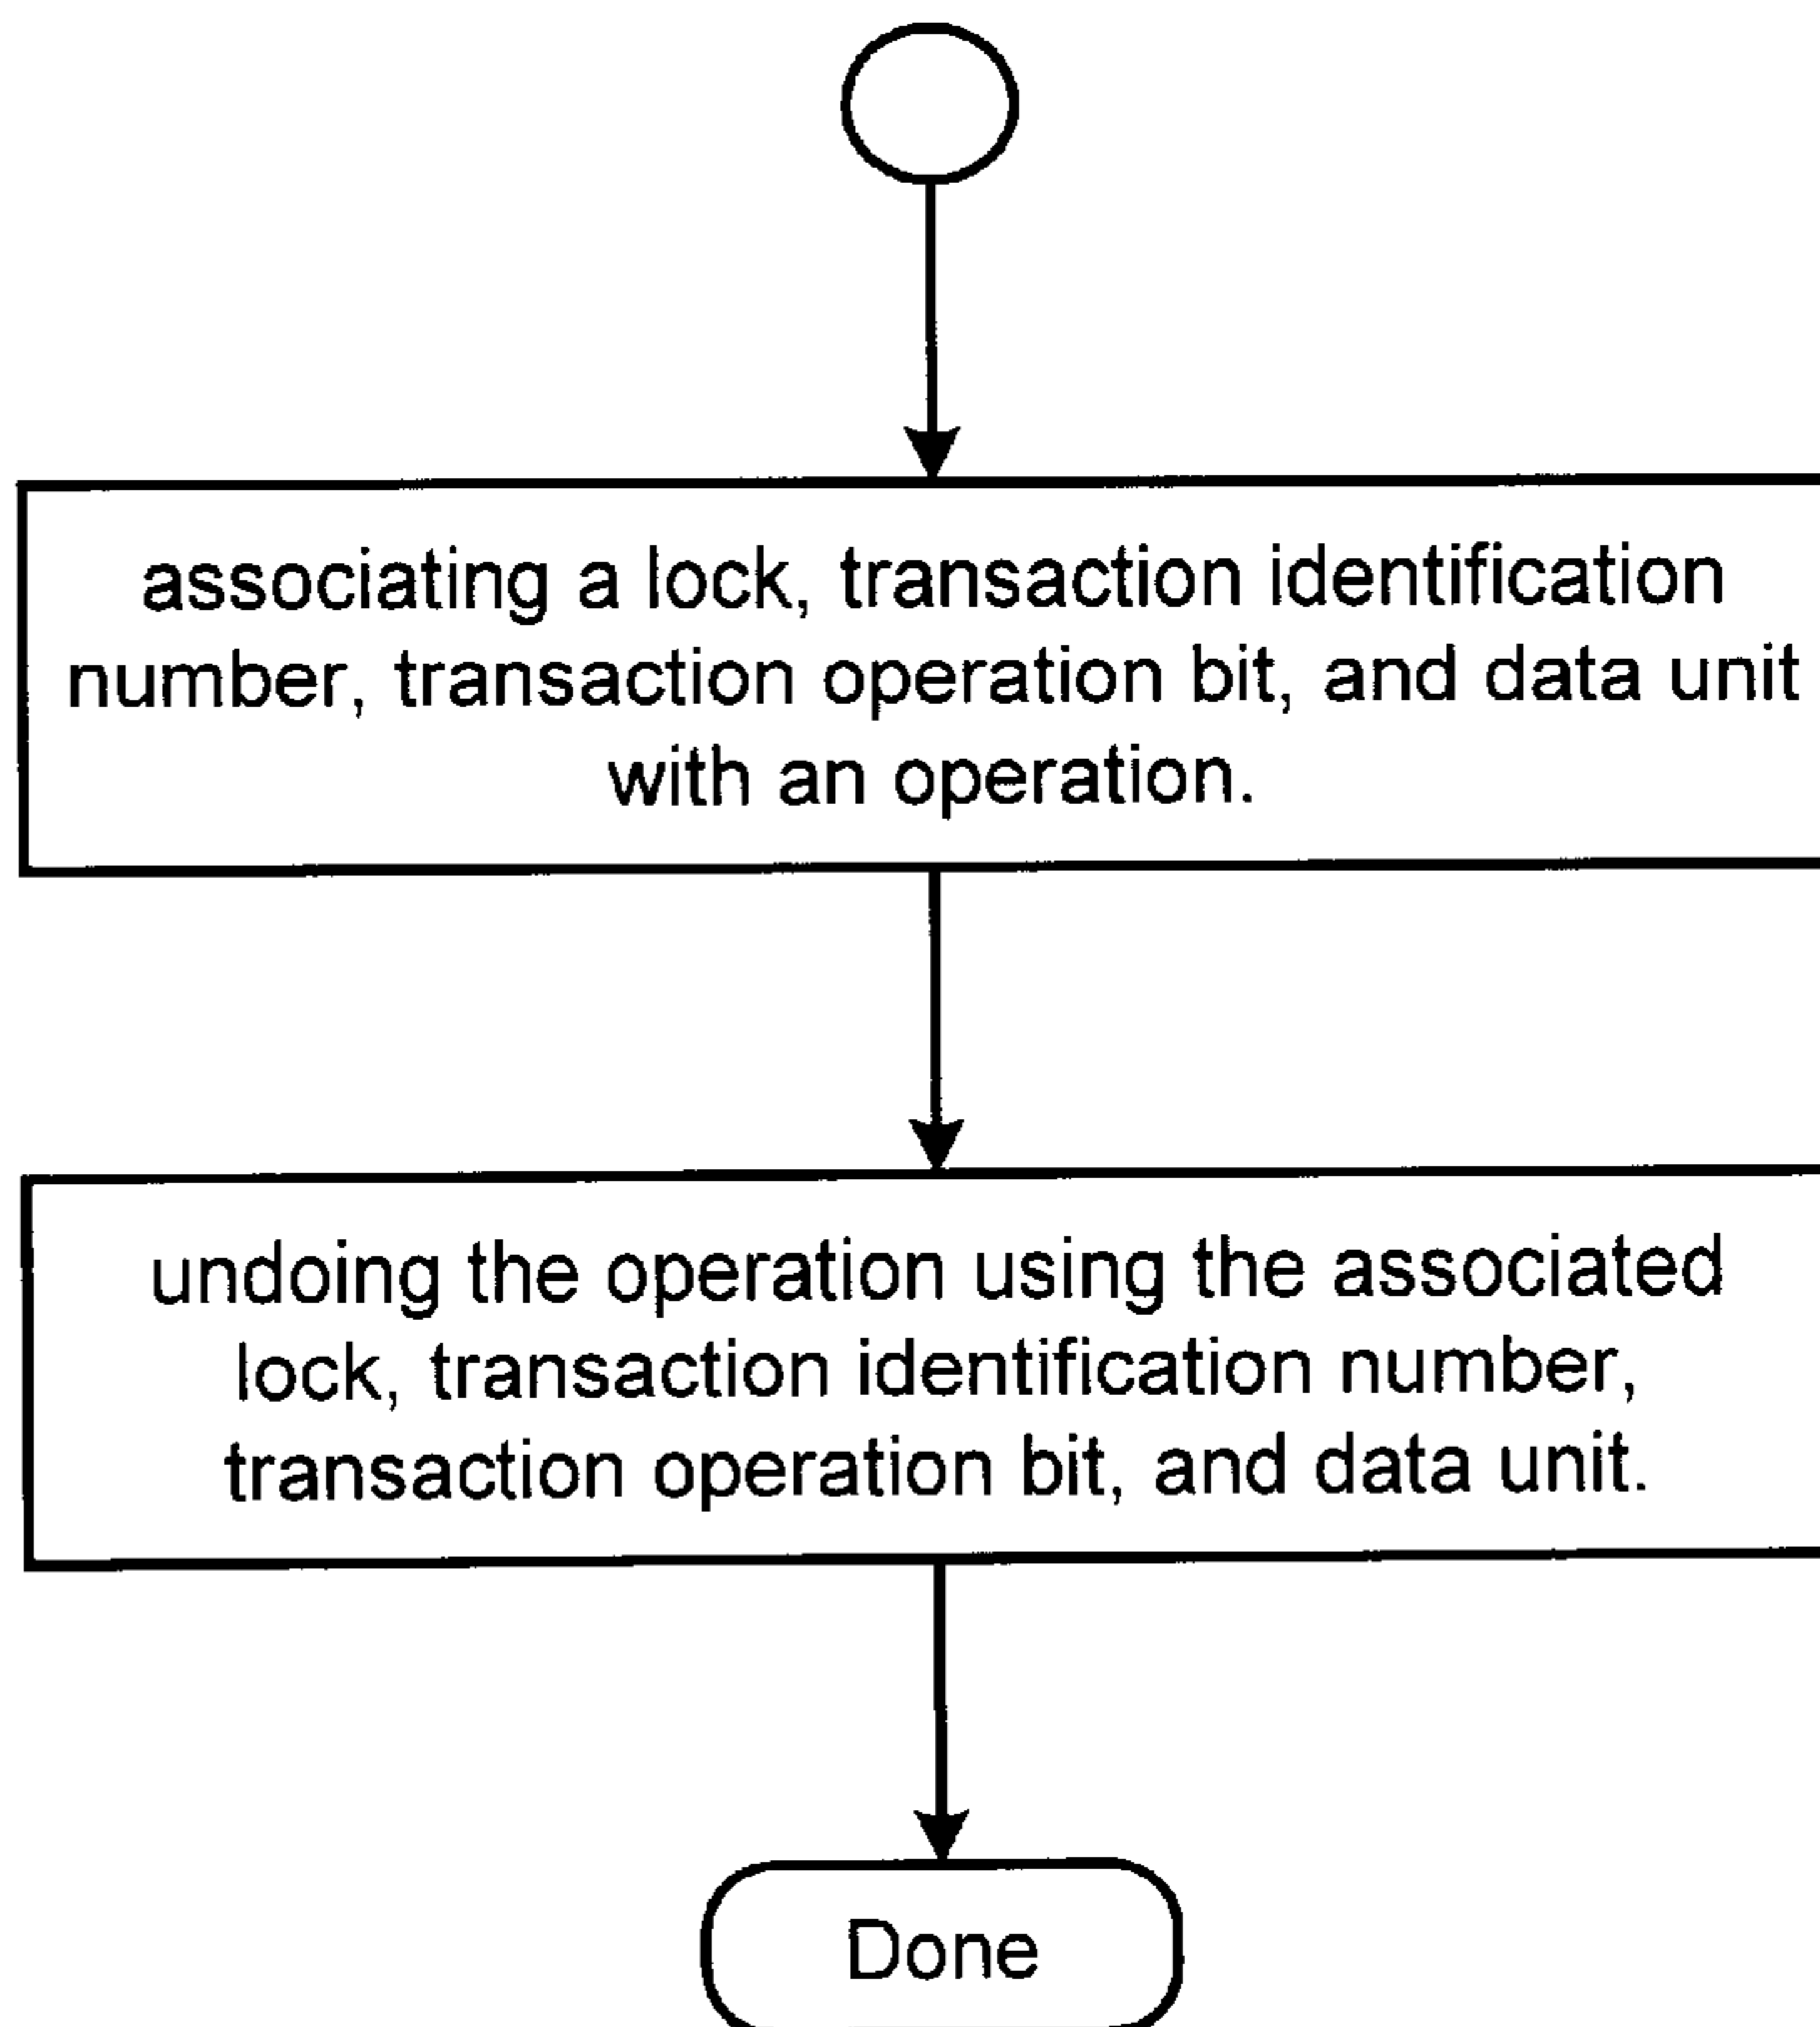 associating a lock, transaction identification
number, transaction operation bit, and data unit
with an operation.
undoing the operation using the associated
lock, transaction identification number,
transaction operation bit, and data unit.
Done